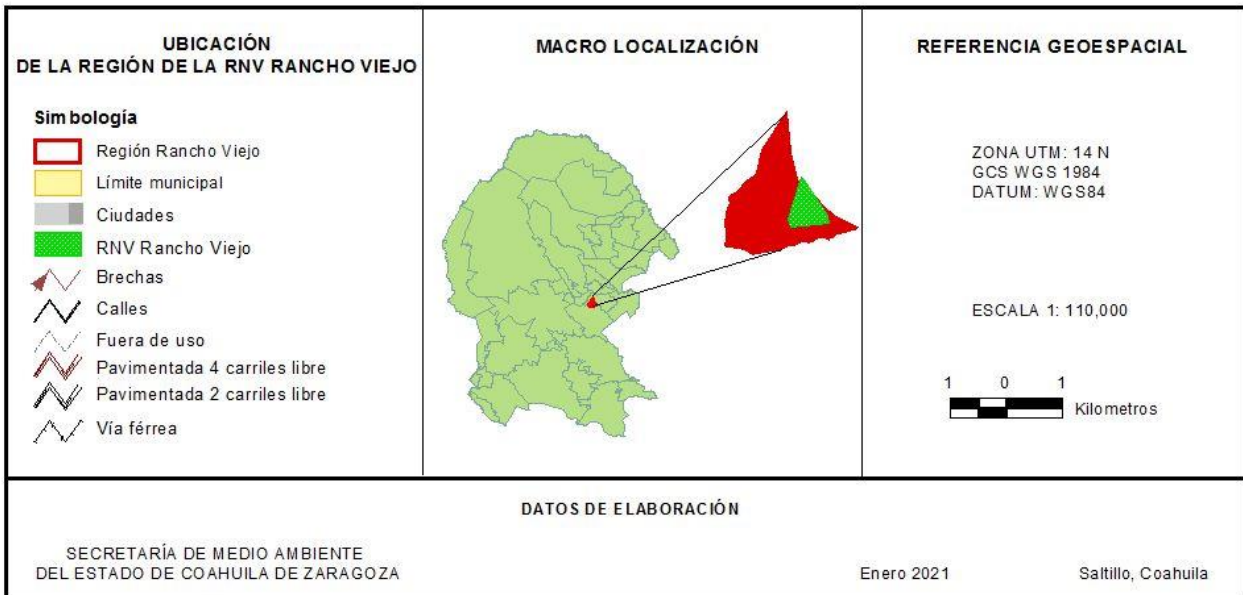 UBICACIÓN
DE LA REGIÓN DE LA RNV RANCHO VIEJO
Simbología
Región Rancho Viejo
Límite municipal
Ciudades
RNV Rancho Viejo
Brechas
Calles
Fuera de uso
Pavimentada 4 carriles libre
Pavimentada 2 carriles libre
Vía férrea
MACRO LOCALIZACIÓN
REFERENCIA GEOESPACIAL
ZONA UTM: 14 N
GCS WGS 1984
DATUM: WGS84
ESCALA 1: 110,000
1 0 1
Kilometros
DATOS DE ELABORACIÓN
SECRETARÍA DE MEDIO AMBIENTE
DEL ESTADO DE COAHUILA DE ZARAGOZA
Enero 2021
Saltillo, Coahuila